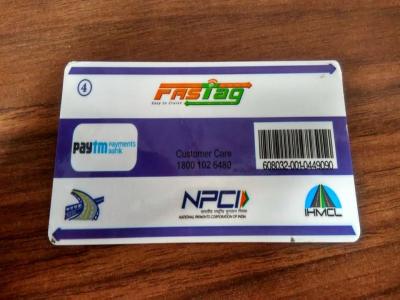 4
FASTag
Easy to Cruise
paytm payments
bank
Customer Care
1800 102 6480
608032-001-0449090
NPCI
NATIONAL PAYMENTS CORPORATION OF INDIA
IHMCL